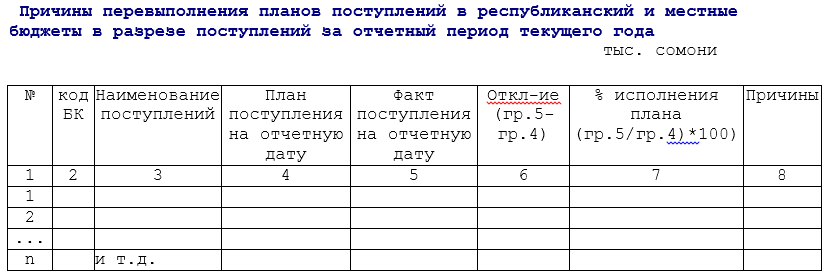 Причины перевыполнения планов поступлений в республиканский и местные
бюджеты в разрезе поступлений за отчетный период текущего года
тыс. сомони
№ код БК Наименование поступлений План поступления на отчетную дату Факт поступления на отчетную дату Откл-ие (гр.5-гр.4) % исполнения плана (гр.5/гр.4)*100) Причины
1 2 3 4 5 6 7 8
1
2
...
n и т.д.